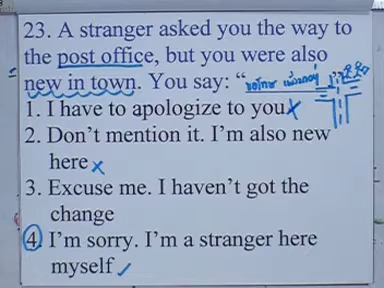 23. A stranger asked you the way to
the post office, but you were also
new in town. You say: “
1. I have to apologize to you
2. Don’t mention it. I’m also new
here
3. Excuse me. I haven’t got the
change
4. I’m sorry. I’m a stranger here
myself